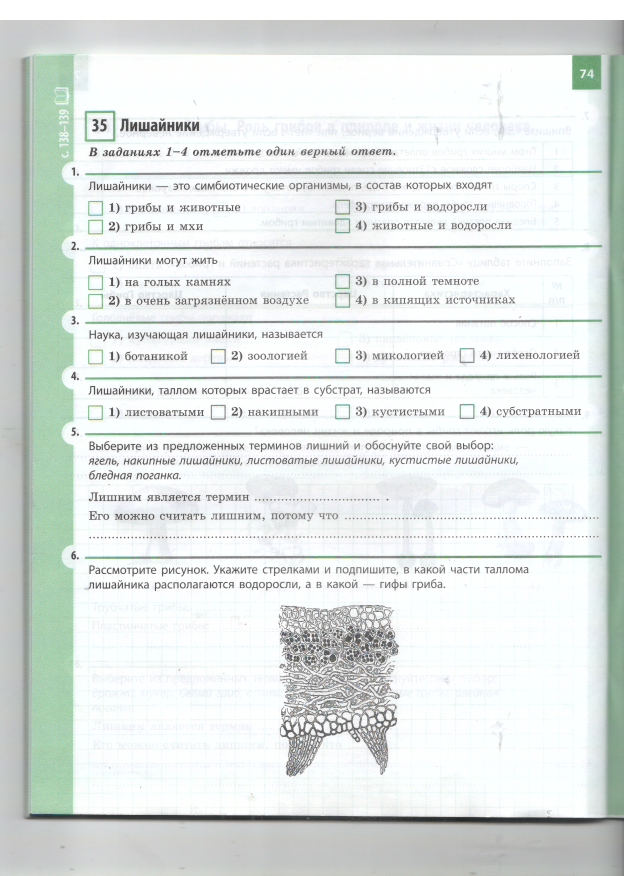 74
с. 138–139
35 Лишайники
В заданиях 1–4 отметьте один верный ответ.
1.
Лишайники — это симбиотические организмы, в состав которых входят
1) грибы и животные
3) грибы и водоросли
2) грибы и мхи
4) животные и водоросли
2.
Лишайники могут жить
1) на голых камнях
3) в полной темноте
2) в очень загрязнённом воздухе
4) в кипящих источниках
3.
Наука, изучающая лишайники, называется
1) ботаникой 2) зоологией 3) микологией 4) лихенологией
4.
Лишайники, таллом которых врастает в субстрат, называются
1) листоватыми 2) накипными 3) кустистыми 4) субстратными
5.
Выберите из предложенных терминов лишний и обоснуйте свой выбор:
ягель, накипные лишайники, листоватые лишайники, кустистые лишайники,
бледная поганка.
Лишним является термин ................................ .
Его можно считать лишним, потому что ................................
6.
Рассмотрите рисунок. Укажите стрелками и подпишите, в какой части таллома
лишайника располагаются водоросли, а в какой — гифы гриба.